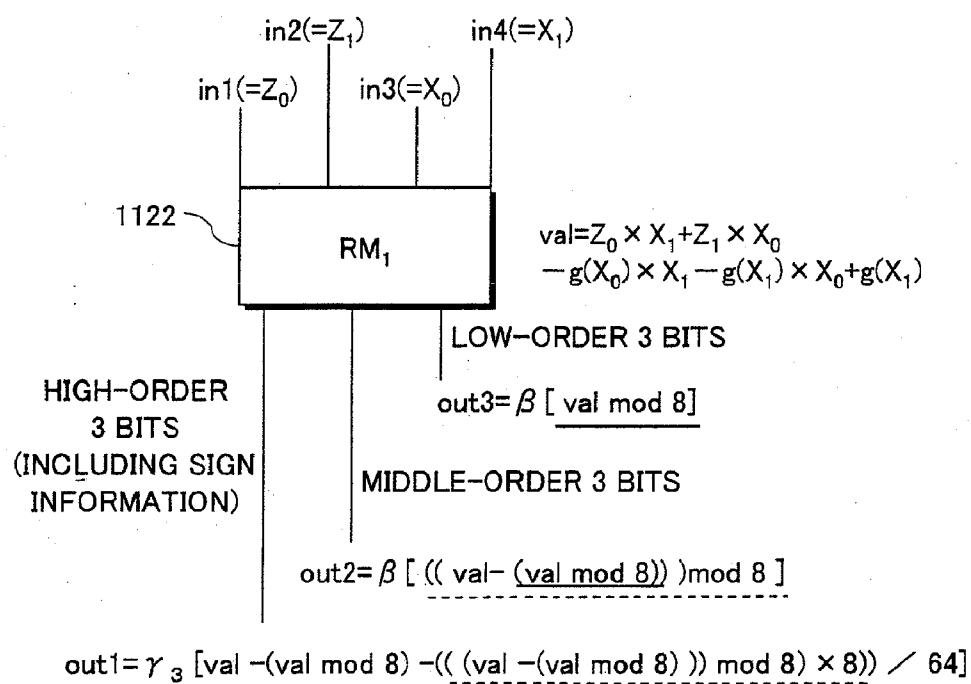 in2(=Z₁) in4(=X₁)
in1(=Z₀) in3(=X₀)
1122
RM₁
val=Z₀ × X₁+Z₁ × X₀
−g(X₀) × X₁ −g(X₁) × X₀+g(X₁)
LOW-ORDER 3 BITS
out3=β [ val mod 8]
HIGH-ORDER
3 BITS
(INCLUDING SIGN
INFORMATION)
MIDDLE-ORDER 3 BITS
out2=β [ (( val- (val mod 8)) )mod 8 ]
out1=γ₃ [val -(val mod 8) -(( (val -(val mod 8) )) mod 8) × 8)) ／ 64]